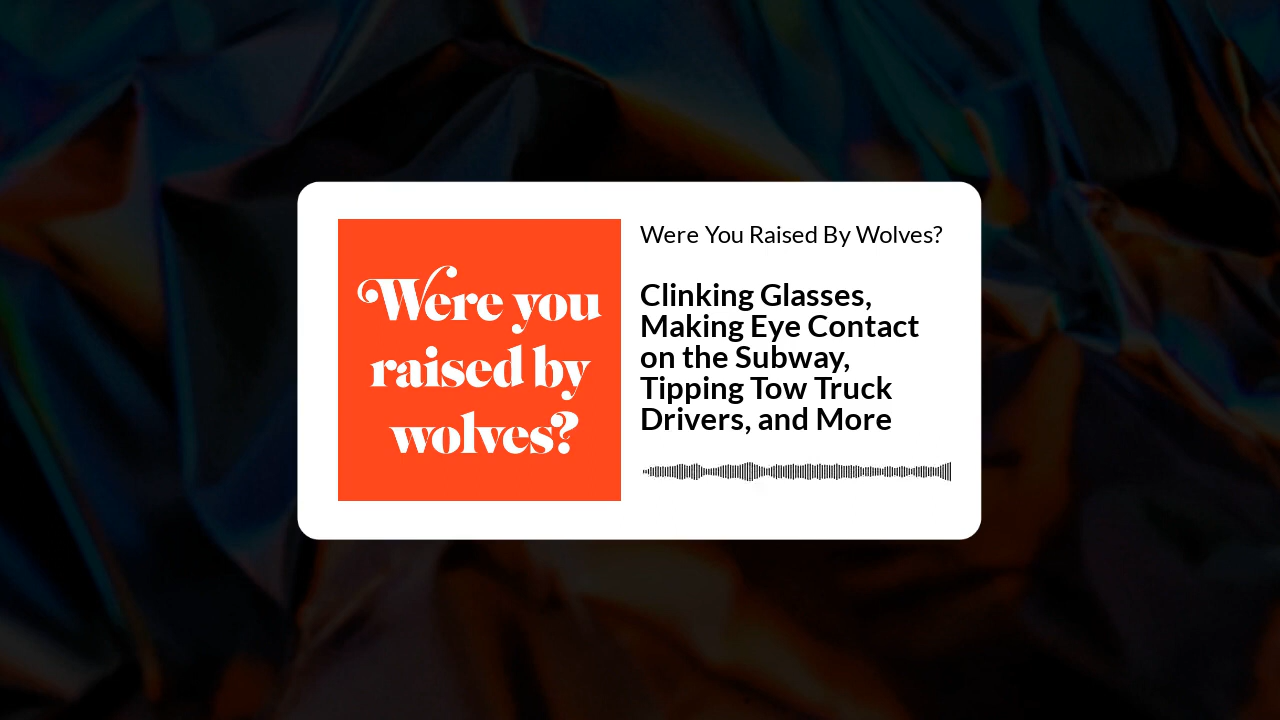 Were you
raised by
wolves?
Were You Raised By Wolves?
Clinking Glasses,
Making Eye Contact
on the Subway,
Tipping Tow Truck
Drivers, and More